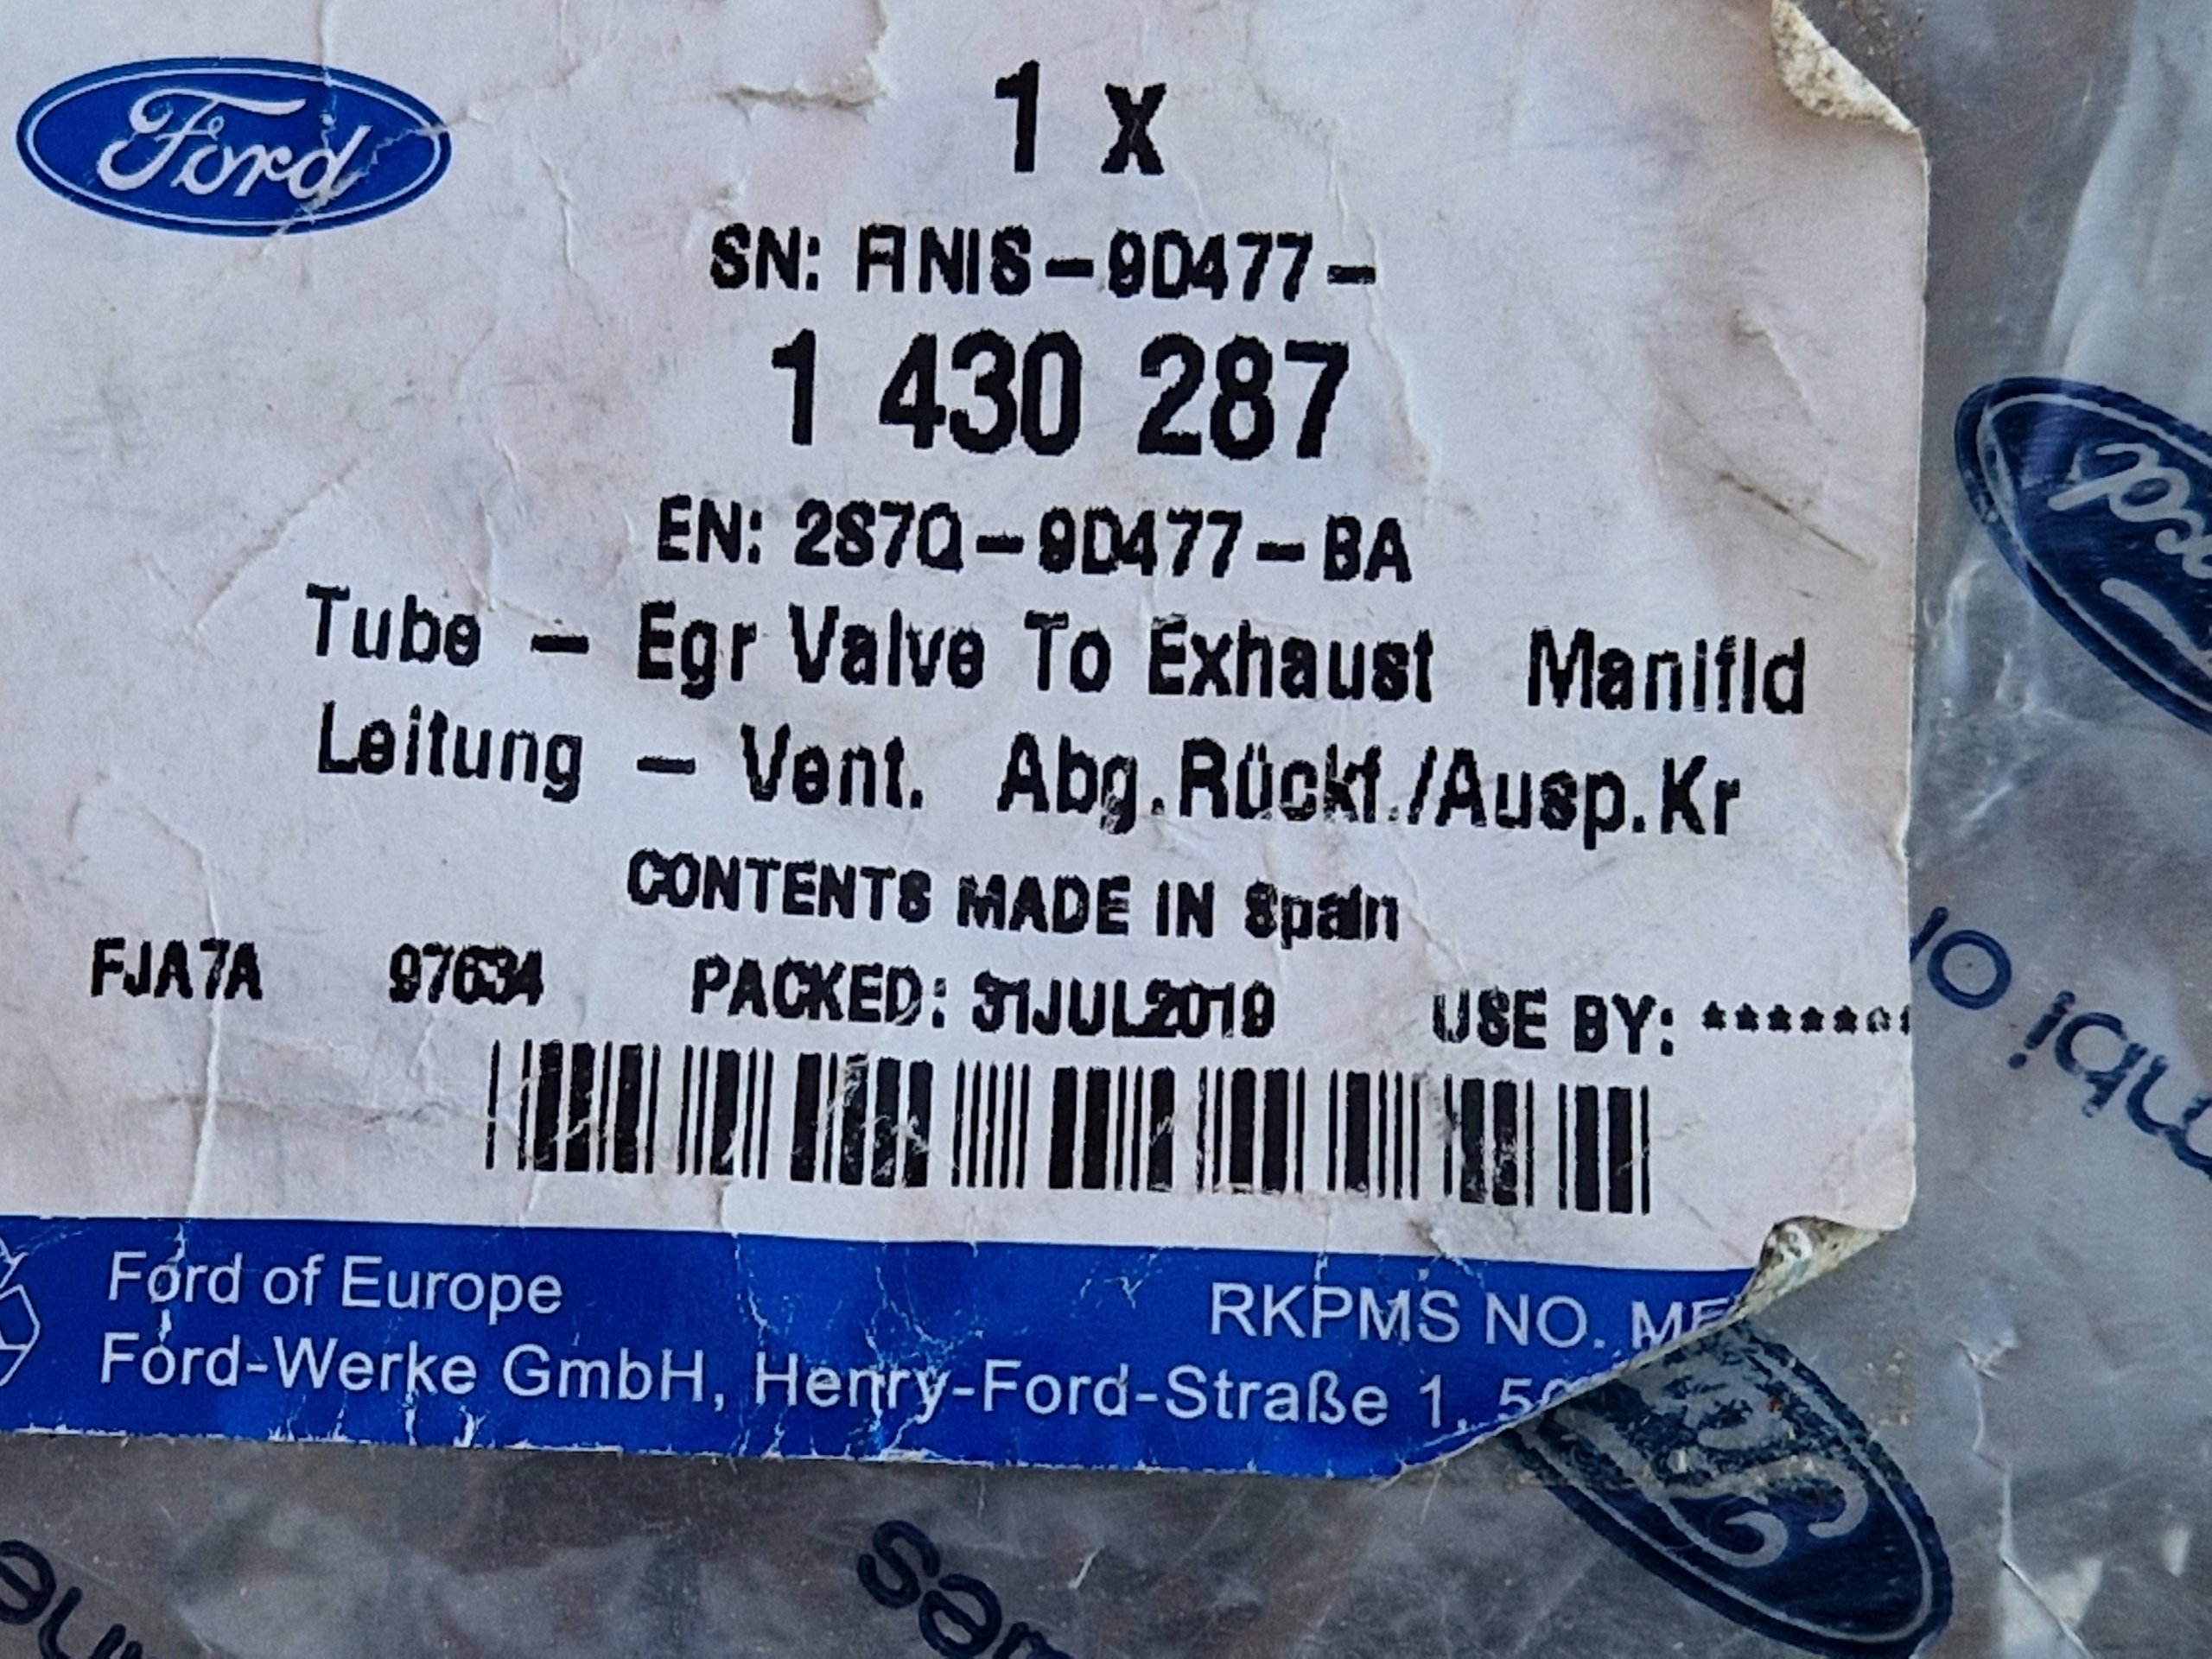 Ford
1 x
SN: FINIS-9D477-
1 430 287
EN: 2S7Q-9D477-BA
Tube - Egr Valve To Exhaust Manifld
Leitung - Vent. Abg.Rückf./Ausp.Kr
CONTENTS MADE IN Spain
FJA7A 97634 PACKED: 31JUL2019 USE BY: *******
Ford of Europe
RKPMS NO.
Ford-Werke GmbH, Henry-Ford-Straße 1,
Ford